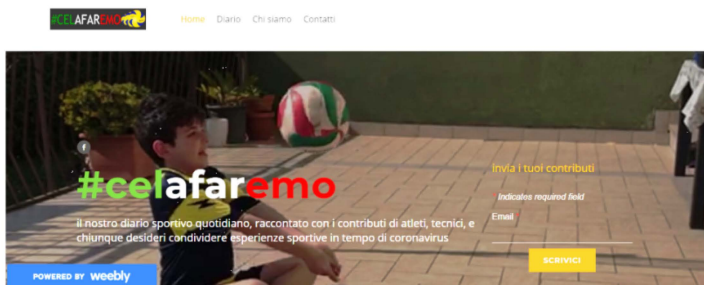 #CELAFAREMO
Home Diario Chi siamo Contatti
#celafaremo
il nostro diario sportivo quotidiano, raccontato con i contributi di atleti, tecnici, e
chiunque desideri condividere esperienze sportive in tempo di coronavirus
Invia i tuoi contributi
* Indicates required field
Email *
SCRIVICI
POWERED BY weebly